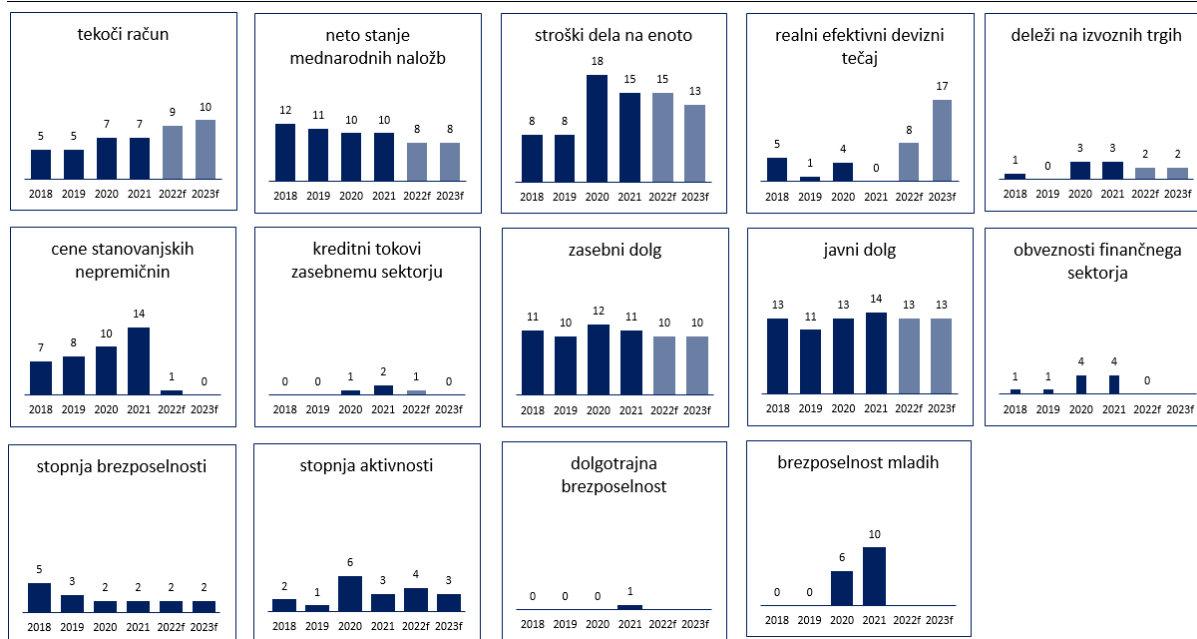 tekoči račun
5 5 7 7 9 10
2018 2019 2020 2021 2022f 2023f
neto stanje
mednarodnih naložb
12 11 10 10 8 8
2018 2019 2020 2021 2022f 2023f
stroški dela na enoto
8 8 18 15 15 13
2018 2019 2020 2021 2022f 2023f
realni efektivni devizni
tečaj
5 1 4 0 8 17
2018 2019 2020 2021 2022f 2023f
deleži na izvoznih trgih
1 0 3 3 2 2
2018 2019 2020 2021 2022f 2023f
cene stanovanjskih
nepremičnin
7 8 10 14 1 0
2018 2019 2020 2021 2022f 2023f
kreditni tokovi
zasebnemu sektorju
0 0 1 2 1 0
2018 2019 2020 2021 2022f 2023f
zasebni dolg
11 10 12 11 10 10
2018 2019 2020 2021 2022f 2023f
javni dolg
13 11 13 14 13 13
2018 2019 2020 2021 2022f 2023f
obveznosti finančnega
sektorja
1 1 4 4 0
2018 2019 2020 2021 2022f 2023f
stopnja brezposelnosti
5 3 2 2 2 2
2018 2019 2020 2021 2022f 2023f
stopnja aktivnosti
2 1 6 3 4 3
2018 2019 2020 2021 2022f 2023f
dolgotrajna
brezposelnost
0 0 0 1
2018 2019 2020 2021 2022f 2023f
brezposelnost mladih
0 0 6 10
2018 2019 2020 2021 2022f 2023f